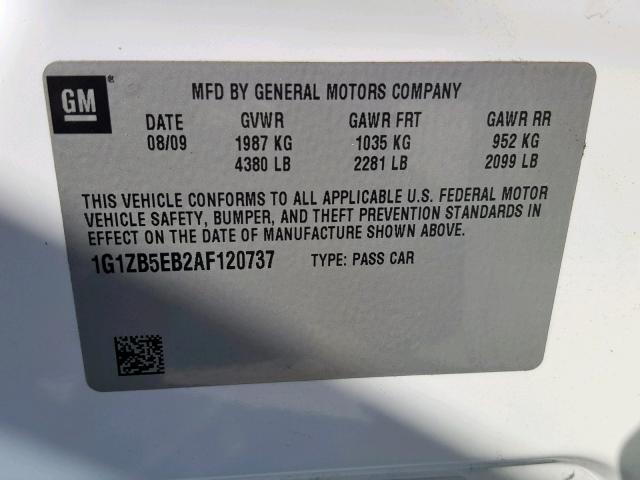 GM
MFD BY GENERAL MOTORS COMPANY
DATE GVWR GAWR FRT GAWR RR
08/09 1987 KG 1035 KG 952 KG
4380 LB 2281 LB 2099 LB
THIS VEHICLE CONFORMS TO ALL APPLICABLE U.S. FEDERAL MOTOR
VEHICLE SAFETY, BUMPER, AND THEFT PREVENTION STANDARDS IN
EFFECT ON THE DATE OF MANUFACTURE SHOWN ABOVE.
1G1ZB5EB2AF120737 TYPE: PASS CAR